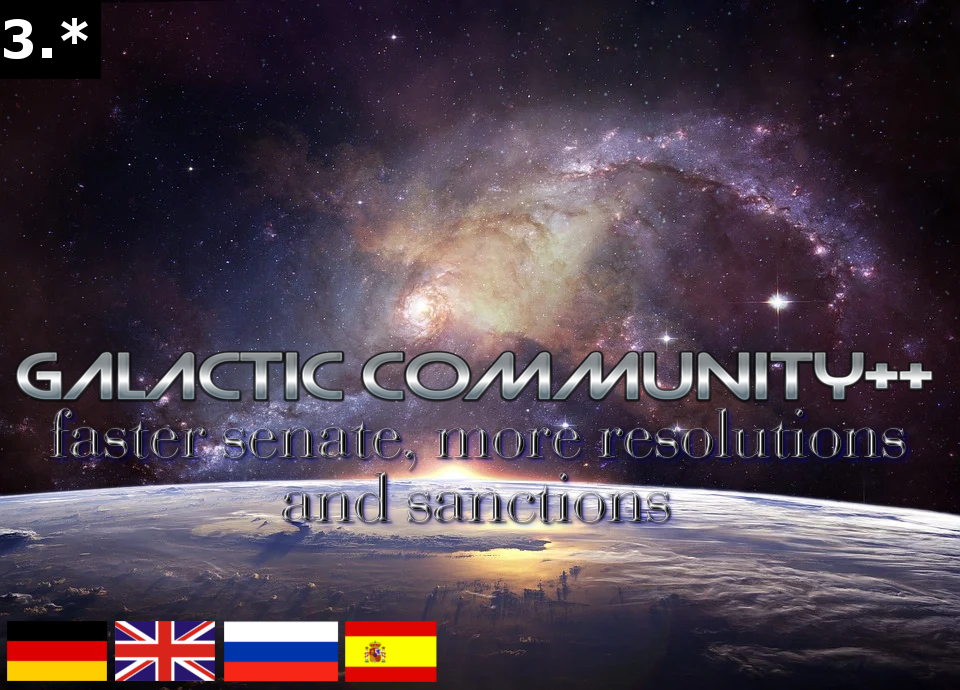 3.*
GALACTIC COMMUNITY++
faster senate, more resolutions
and sanctions